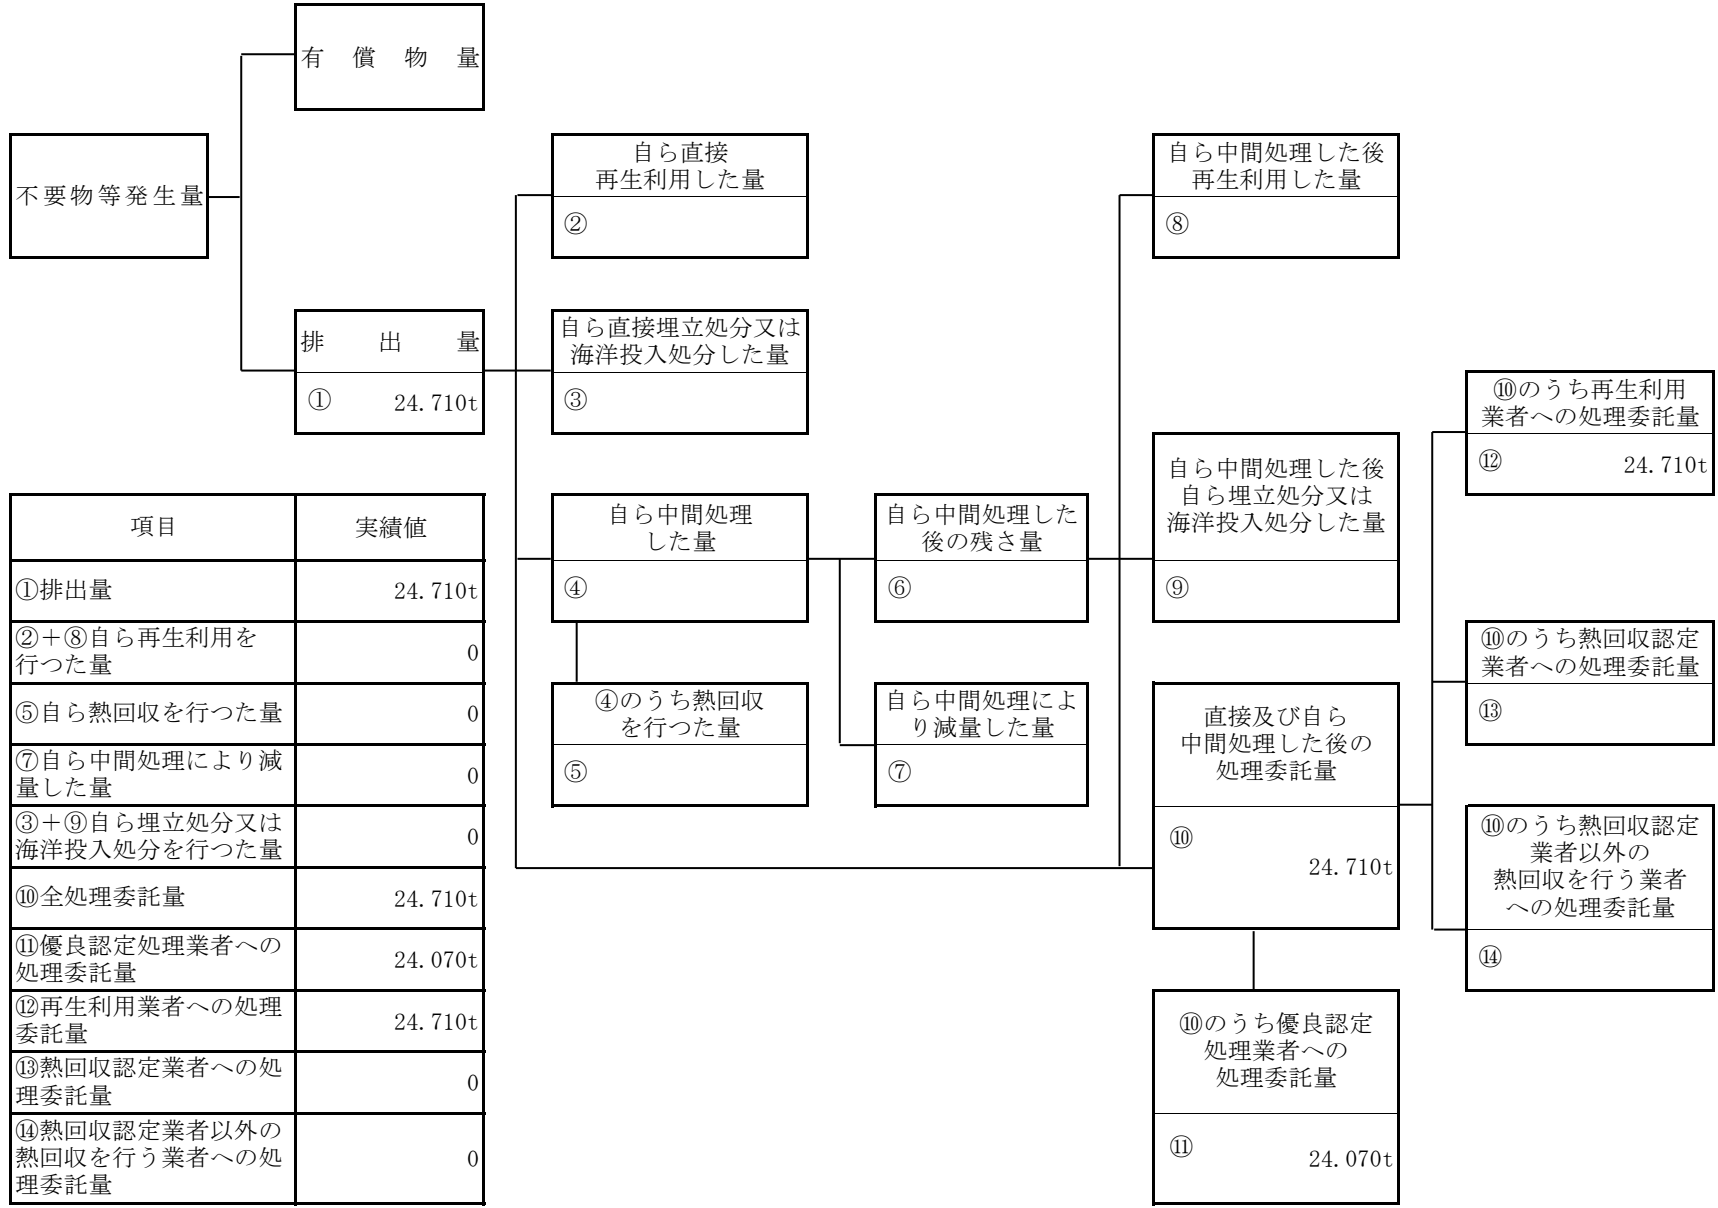 有償物量
不要物等発生量
排出量
① 24.710t
自ら直接
再生利用した量
②
自ら直接埋立処分又は
海洋投入処分した量
③
自ら中間処理
した量
④
④のうち熱回収
を行つた量
⑤
自ら中間処理した
後の残さ量
⑥
自ら中間処理によ
り減量した量
⑦
自ら中間処理した後
再生利用した量
⑧
自ら中間処理した後
自ら埋立処分又は
海洋投入処分した量
⑨
直接及び自ら
中間処理した後の
処理委託量
⑩
24.710t
⑩のうち優良認定
処理業者への
処理委託量
⑪
24.070t
⑩のうち再生利用
業者への処理委託量
⑫ 24.710t
⑩のうち熱回収認定
業者への処理委託量
⑬
⑩のうち熱回収認定
業者以外の
熱回収を行う業者
への処理委託量
⑭
項目 実績値
①排出量 24.710t
②＋⑧自ら再生利用を
行つた量 0
⑤自ら熱回収を行つた量 0
⑦自ら中間処理により減
量した量 0
③＋⑨自ら埋立処分又は
海洋投入処分を行つた量 0
⑩全処理委託量 24.710t
⑪優良認定処理業者への
処理委託量 24.070t
⑫再生利用業者への処理
委託量 24.710t
⑬熱回収認定業者への処
理委託量 0
⑭熱回収認定業者以外の
熱回収を行う業者への処
理委託量 0